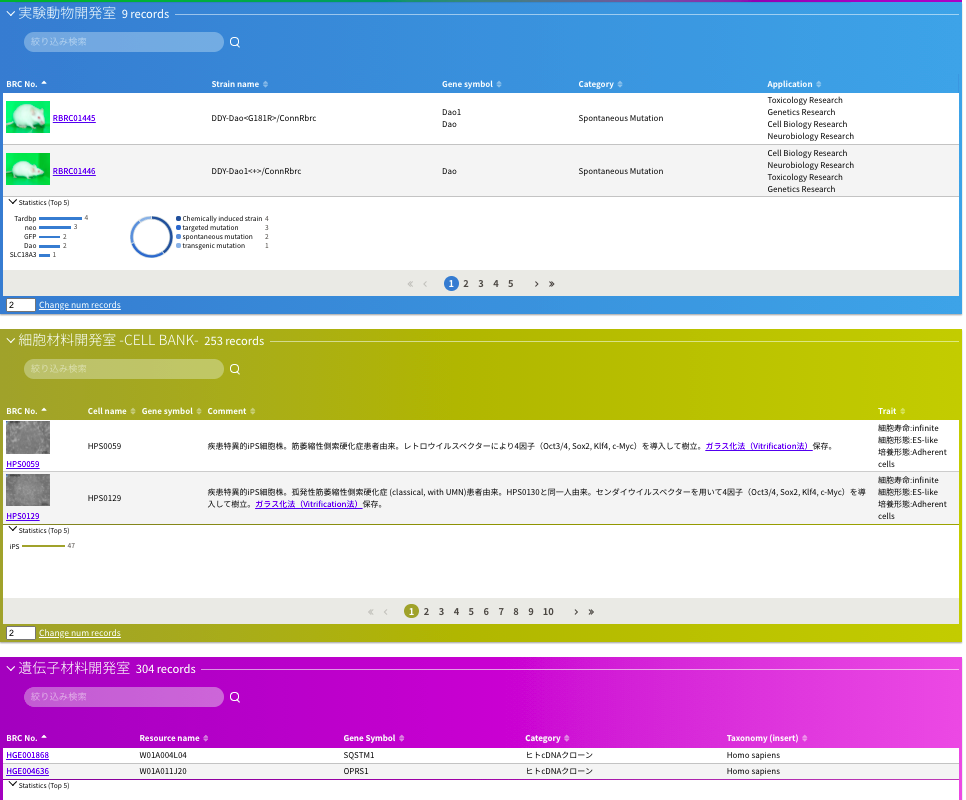 実験動物開発室 9 records
絞り込み検索
BRC No. Strain name Gene symbol Category Application
RBRC01445 DDY-Dao<G181R>/ConnRbrc Dao1 Dao Spontaneous Mutation Toxicology Research
Genetics Research
Cell Biology Research
Neurobiology Research
RBRC01446 DDY-Dao1<+>/ConnRbrc Dao Spontaneous Mutation Cell Biology Research
Neurobiology Research
Toxicology Research
Genetics Research
Statistics (Top 5)
Tardbp 4
neo 3
GFP 2
Dao 2
SLC18A3 1
Chemically induced strain 4
targeted mutation 3
spontaneous mutation 2
transgenic mutation 1
« ‹ 1 2 3 4 5 › »
2 Change num records
細胞材料開発室 -CELL BANK- 253 records
絞り込み検索
BRC No. Cell name Gene symbol Comment Trait
HPS0059 HPS0059 疾患特異的iPS細胞株。筋萎縮性側索硬化症患者由来。レトロウイルスベクターにより4因子（Oct3/4, Sox2, Klf4, c-Myc）を導入して樹立。ガラス化法（Vitrification法）保存。 細胞寿命:infinite
細胞形態:ES-like
培養形態:Adherent
cells
HPS0129 HPS0129 疾患特異的iPS細胞株。孤発性筋萎縮性側索硬化症 (classical, with UMN)患者由来。HPS0130と同一人由来。センダイウイルスベクターを用いて4因子（Oct3/4, Sox2, Klf4, c-Myc）を導
入して樹立。ガラス化法（Vitrification法）保存。 細胞寿命:infinite
細胞形態:ES-like
培養形態:Adherent
cells
Statistics (Top 5)
iPS 47
« ‹ 1 2 3 4 5 6 7 8 9 10 › »
2 Change num records
遺伝子材料開発室 304 records
絞り込み検索
BRC No. Resource name Gene Symbol Category Taxonomy (insert)
HGE001868 W01A004L04 SQSTM1 ヒトcDNAクローン Homo sapiens
HGE004636 W01A011J20 OPRS1 ヒトcDNAクローン Homo sapiens
Statistics (Top 5)